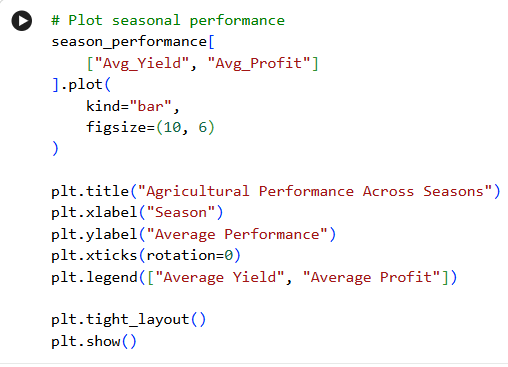 # Plot seasonal performance
season_performance[
    ["Avg_Yield", "Avg_Profit"]
].plot(
    kind="bar",
    figsize=(10, 6)
)

plt.title("Agricultural Performance Across Seasons")
plt.xlabel("Season")
plt.ylabel("Average Performance")
plt.xticks(rotation=0)
plt.legend(["Average Yield", "Average Profit"])

plt.tight_layout()
plt.show()